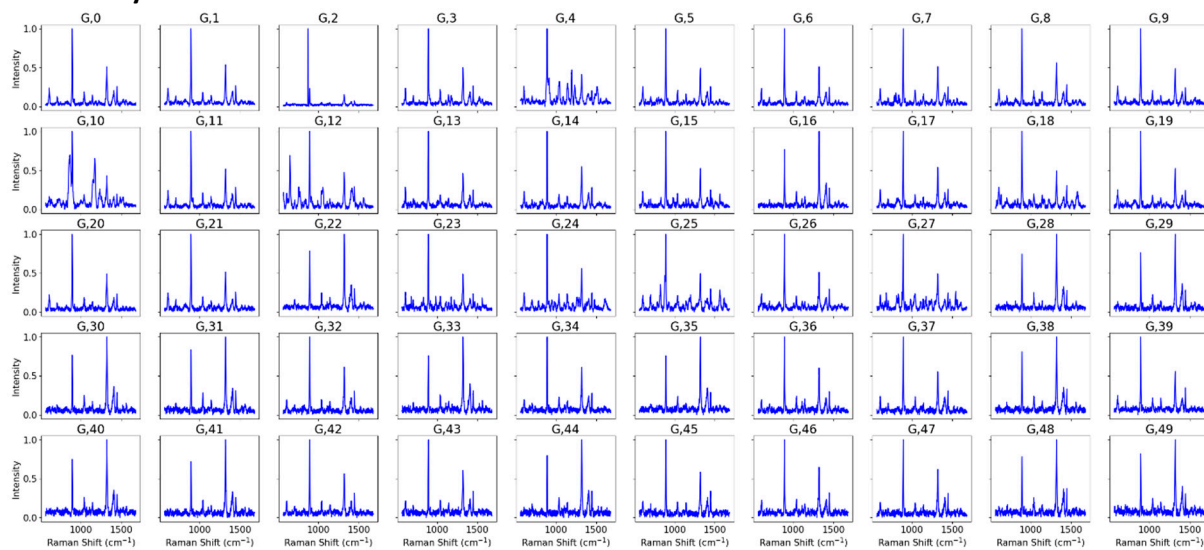 G,0 G,1 G,2 G,3 G,4 G,5 G,6 G,7 G,8 G,9
1.0
Intensity
0.5
0.0
G,10 G,11 G,12 G,13 G,14 G,15 G,16 G,17 G,18 G,19
1.0
Intensity
0.5
0.0
G,20 G,21 G,22 G,23 G,24 G,25 G,26 G,27 G,28 G,29
1.0
Intensity
0.5
0.0
G,30 G,31 G,32 G,33 G,34 G,35 G,36 G,37 G,38 G,39
1.0
Intensity
0.5
0.0
G,40 G,41 G,42 G,43 G,44 G,45 G,46 G,47 G,48 G,49
1.0
Intensity
0.5
0.0
1000 1500 1000 1500 1000 1500 1000 1500 1000 1500 1000 1500 1000 1500 1000 1500 1000 1500 1000 1500
Raman Shift (cm⁻¹) Raman Shift (cm⁻¹) Raman Shift (cm⁻¹) Raman Shift (cm⁻¹) Raman Shift (cm⁻¹) Raman Shift (cm⁻¹) Raman Shift (cm⁻¹) Raman Shift (cm⁻¹) Raman Shift (cm⁻¹) Raman Shift (cm⁻¹)